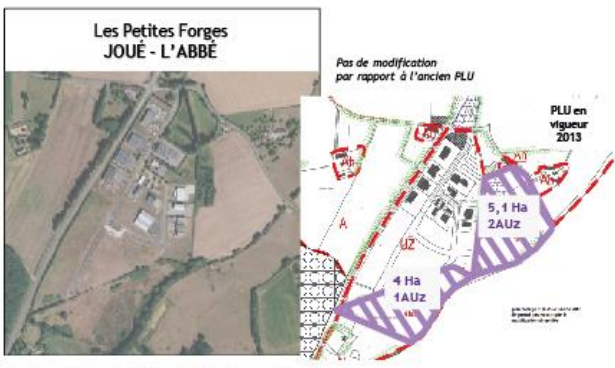 Les Petites Forges
JOUÉ - L'ABBÉ
Pas de modification
par rapport à l'ancien PLU
PLU en
vigueur
2013
Ah
A
UZ
5,1 Ha
2AUz
4 Ha
1AUz